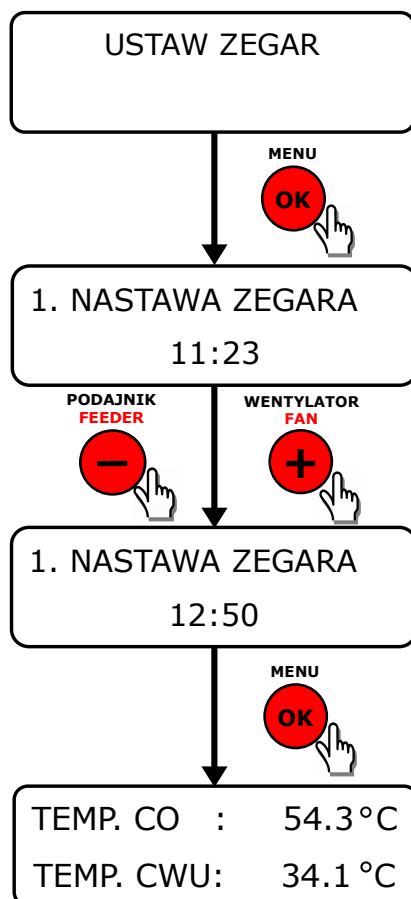 USTAW ZEGAR
MENU
OK
1. NASTAWA ZEGARA
11:23
PODAJNIK
FEEDER
WENTYLATOR
FAN
−
+
1. NASTAWA ZEGARA
12:50
MENU
OK
TEMP. CO : 54.3°C
TEMP. CWU: 34.1°C